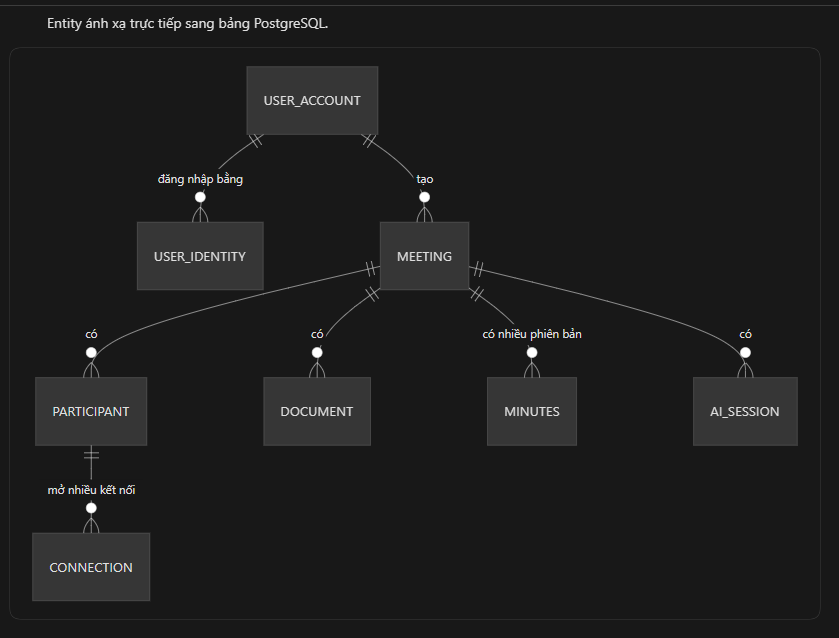 Entity ánh xạ trực tiếp sang bảng PostgreSQL.
USER_ACCOUNT
đăng nhập bằng
tạo
USER_IDENTITY
MEETING
có
có
có nhiều phiên bản
có
PARTICIPANT
DOCUMENT
MINUTES
AI_SESSION
mở nhiều kết nối
CONNECTION